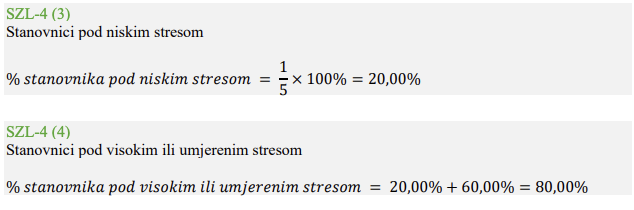 SZL-4 (3)
Stanovnici pod niskim stresom
% stanovnika pod niskim stresom = 1/5 × 100% = 20,00%
SZL-4 (4)
Stanovnici pod visokim ili umjerenim stresom
% stanovnika pod visokim ili umjerenim stresom = 20,00% + 60,00% = 80,00%